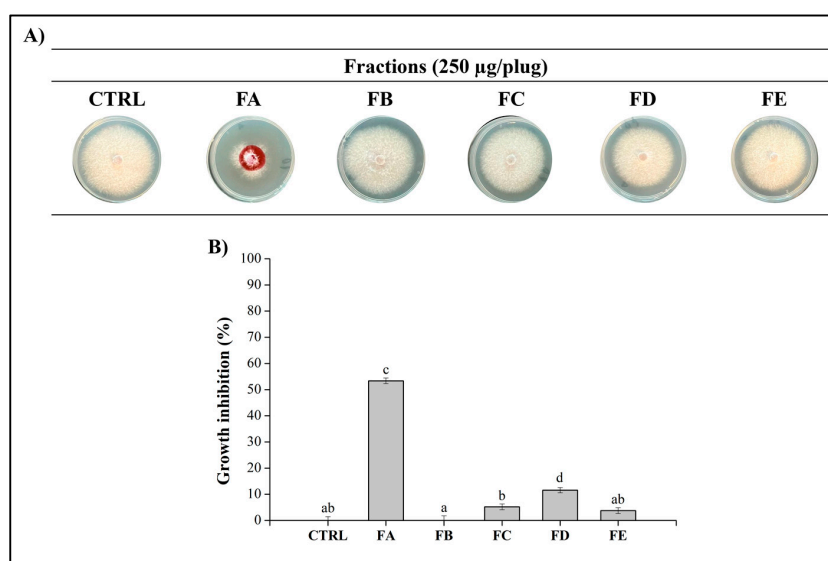 A)
Fractions (250 µg/plug)
CTRL FA FB FC FD FE
B)
Growth inhibition (%)
100
90
80
70
60
50
40
30
20
10
0
ab c a b d ab
CTRL FA FB FC FD FE